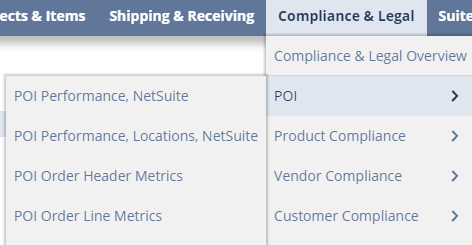 ects & Items Shipping & Receiving Compliance & Legal Suite
Compliance & Legal Overview
POI Performance, NetSuite POI
POI Performance, Locations, NetSuite Product Compliance
POI Order Header Metrics Vendor Compliance
POI Order Line Metrics Customer Compliance